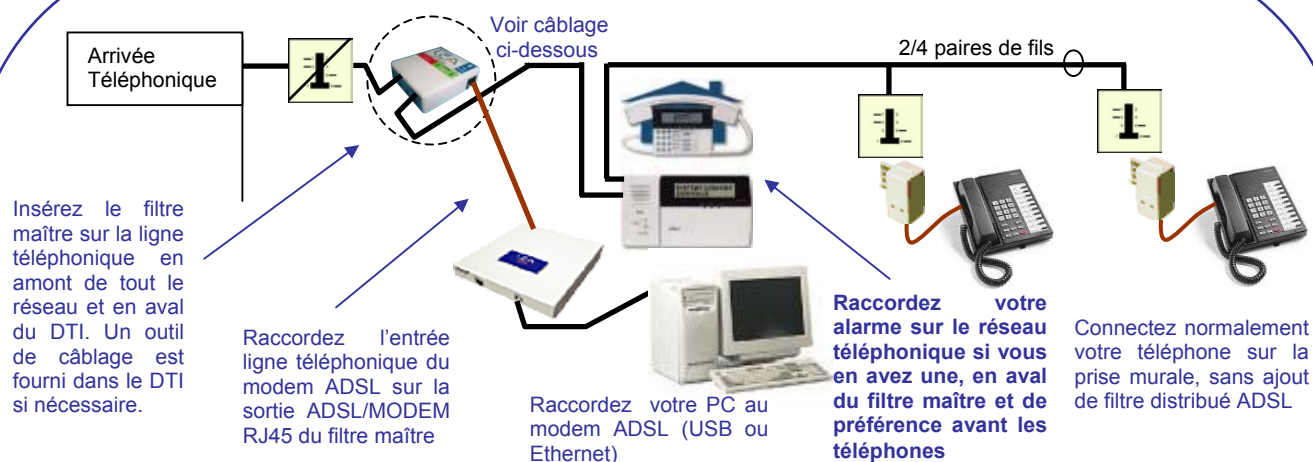 Voir câblage
ci-dessous
Arrivée
Téléphonique
2/4 paires de fils
Insérez le filtre
maître sur la ligne
téléphonique en
amont de tout le
réseau et en aval
du DTI. Un outil
de câblage est
fourni dans le DTI
si nécessaire.
Raccordez l'entrée
ligne téléphonique du
modem ADSL sur la
sortie ADSL/MODEM
RJ45 du filtre maître
Raccordez votre PC au
modem ADSL (USB ou
Ethernet)
Raccordez votre
alarme sur le réseau
téléphonique si vous
en avez une, en aval
du filtre maître et de
préférence avant les
téléphones
Connectez normalement
votre téléphone sur la
prise murale, sans ajout
de filtre distribué ADSL